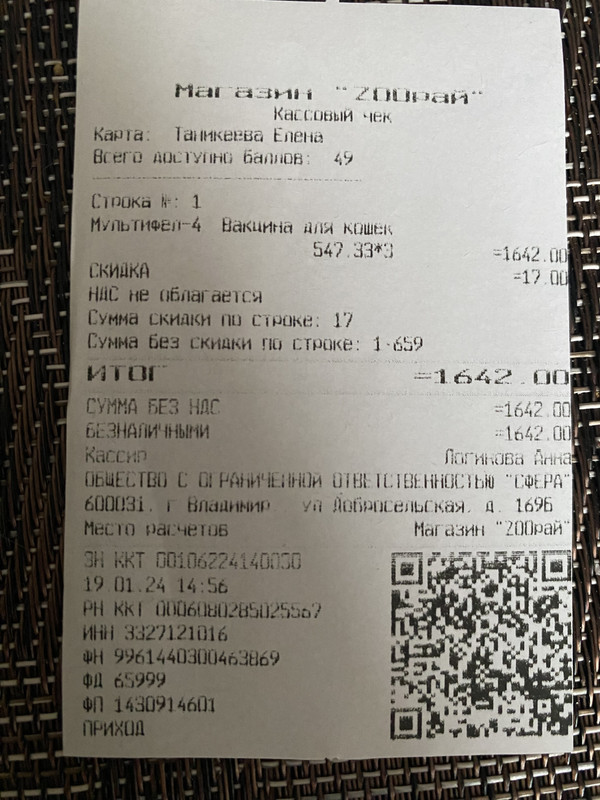 Магазин "ZOOрай"
Кассовый чек
Карта: Таникеева Елена
Всего доступно баллов: 49
Строка №: 1
Мультифел-4 Вакцина для кошек
547.33*3 =1642.00
СКИДКА =17.00
НДС не облагается
Сумма скидки по строке: 17
Сумма без скидки по строке: 1 659
ИТОГ =1642.00
СУММА БЕЗ НДС =1642.00
БЕЗНАЛИЧНЫМИ =1642.00
Кассир Логинова Анна
ОБЩЕСТВО С ОГРАНИЧЕННОЙ ОТВЕТСТВЕННОСТЬЮ "СФЕРА"
600031, г Владимир, ул Добросельская, д. 169Б
Место расчетов Магазин "ZOOрай"
ЗН ККТ 00106224140030
19.01.24 14:56
РН ККТ 0006080285025567
ИНН 3327121016
ФН 9961440300463869
ФД 65999
ФП 1430914601
ПРИХОД